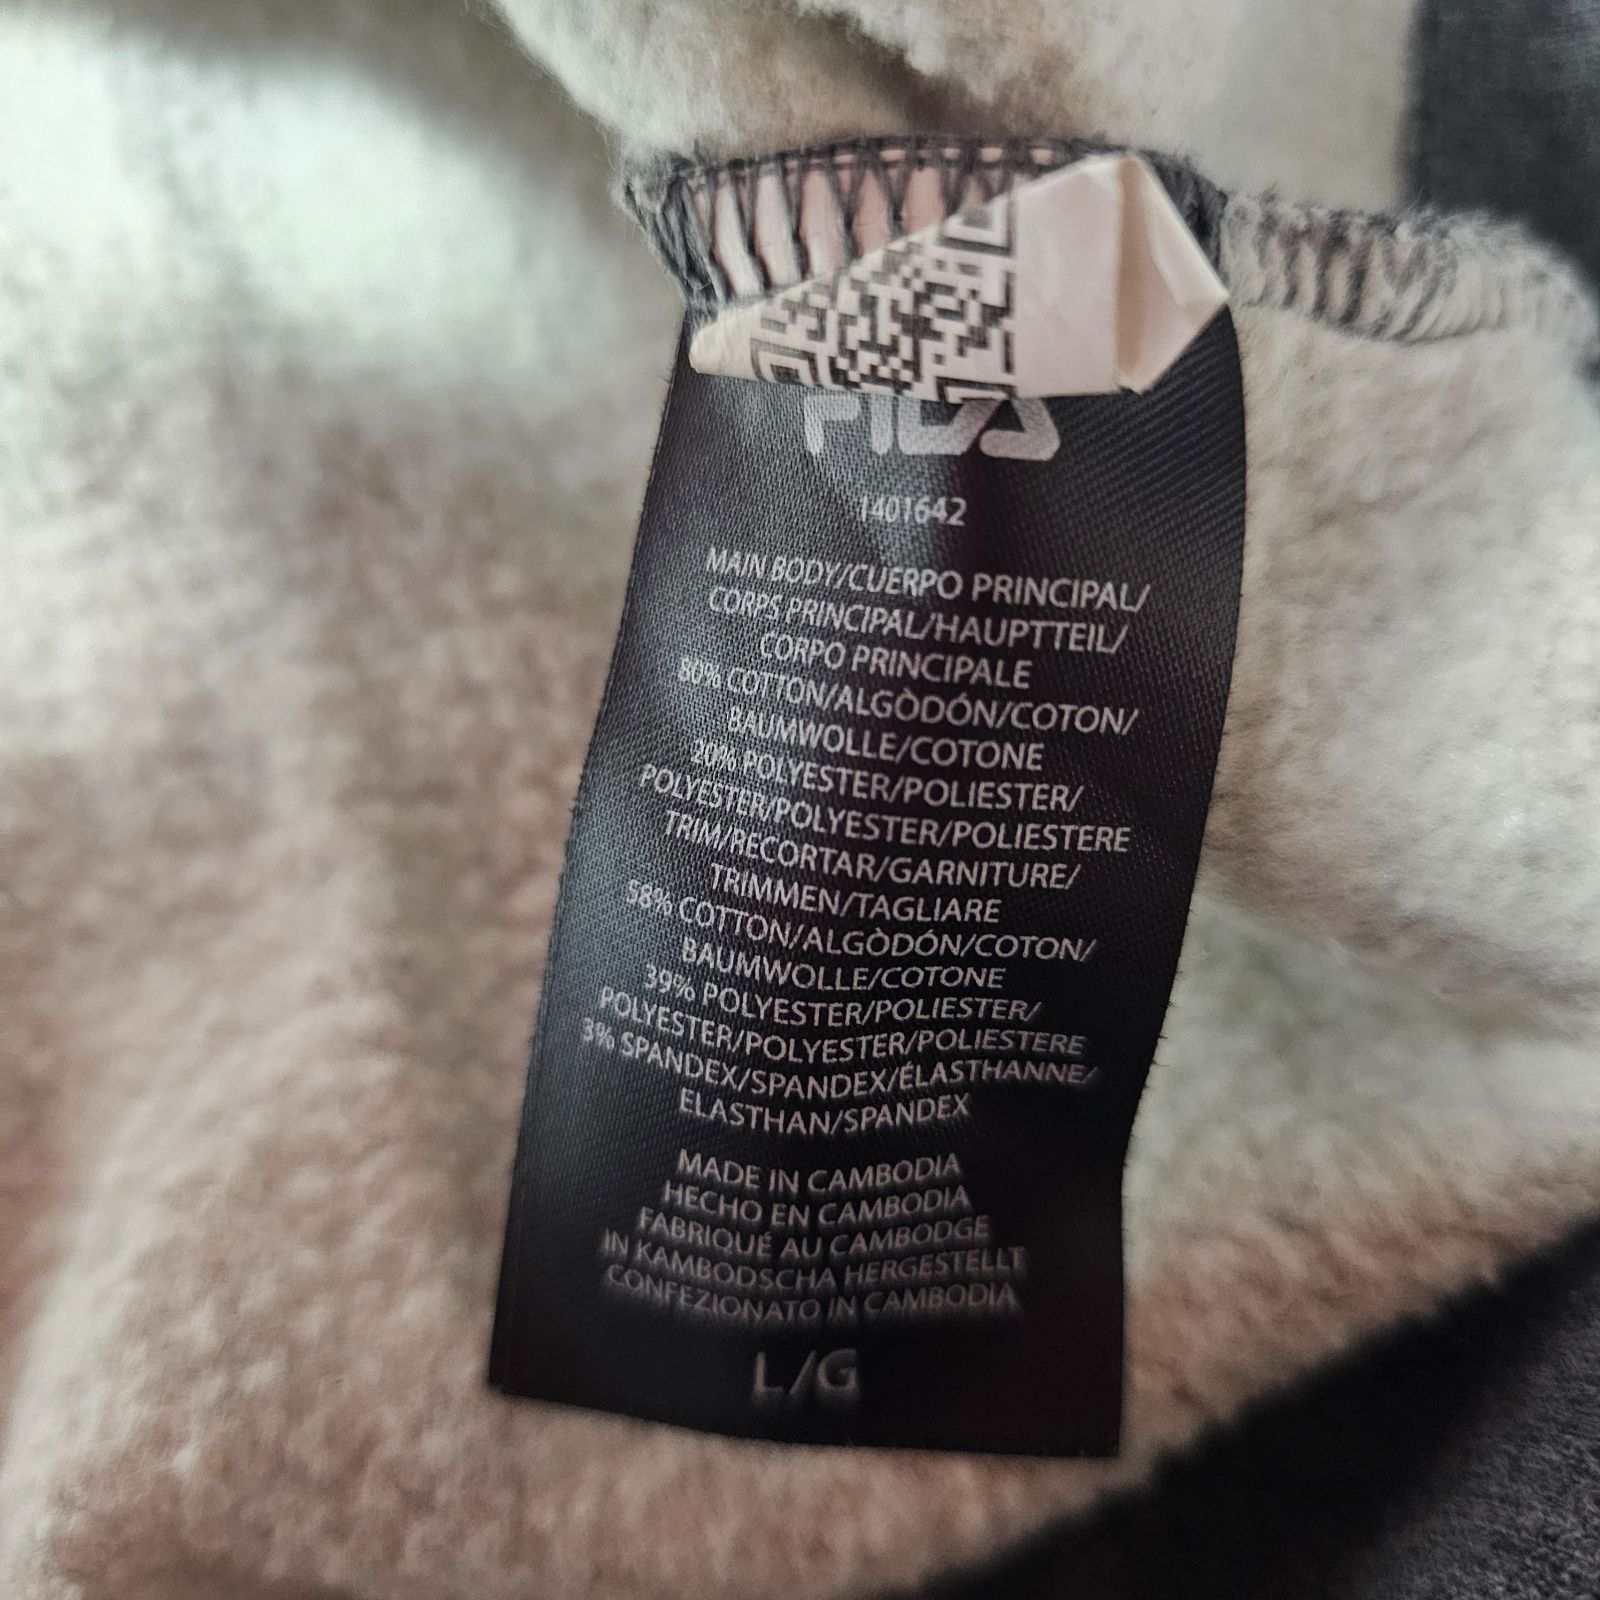 FILA
1401642
MAIN BODY/CUERPO PRINCIPAL/
CORPS PRINCIPAL/HAUPTTEIL/
CORPO PRINCIPALE
80% COTTON/ALGÒDÓN/COTON/
BAUMWOLLE/COTONE
20% POLYESTER/POLIESTER/
POLYESTER/POLYESTER/POLIESTERE
TRIM/RECORTAR/GARNITURE/
TRIMMEN/TAGLIARE
58% COTTON/ALGÒDÓN/COTON/
BAUMWOLLE/COTONE
39% POLYESTER/POLIESTER/
POLYESTER/POLYESTER/POLIESTERE
3% SPANDEX/SPANDEX/ÉLASTHANNE/
ELASTHAN/SPANDEX
MADE IN CAMBODIA
HECHO EN CAMBODIA
FABRIQUÉ AU CAMBODGE
IN KAMBODSCHA HERGESTELLT
CONFEZIONATO IN CAMBODIA
L/G